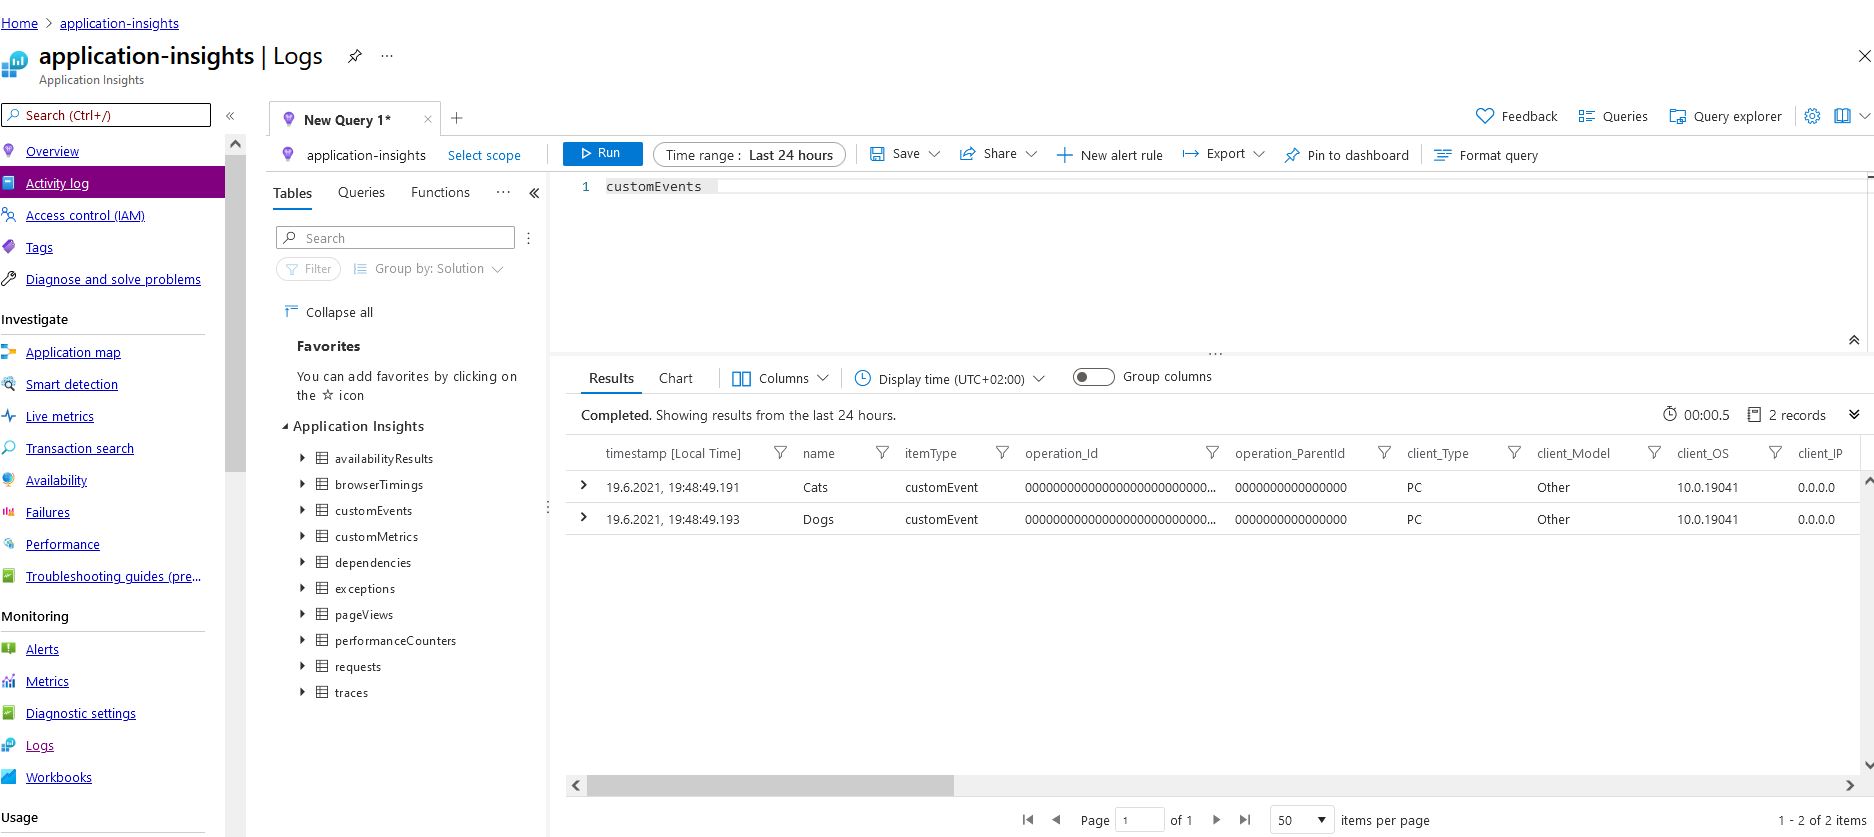 Home > application-insights
application-insights | Logs
Application Insights
Search (Ctrl+/)
Overview
Activity log
Access control (IAM)
Tags
Diagnose and solve problems
Investigate
Application map
Smart detection
Live metrics
Transaction search
Availability
Failures
Performance
Troubleshooting guides (pre...
Monitoring
Alerts
Metrics
Diagnostic settings
Logs
Workbooks
Usage
New Query 1*
Feedback Queries Query explorer
application-insights Select scope Run Time range : Last 24 hours Save Share New alert rule Export Pin to dashboard Format query
Tables Queries Functions ...
Search
Filter Group by: Solution
Collapse all
Favorites
You can add favorites by clicking on
the ☆ icon
Application Insights
availabilityResults
browserTimings
customEvents
customMetrics
dependencies
exceptions
pageViews
performanceCounters
requests
traces
1 customEvents
Results Chart Columns Display time (UTC+02:00) Group columns
Completed. Showing results from the last 24 hours. 00:00.5 2 records
timestamp [Local Time] name itemType operation_Id operation_ParentId client_Type client_Model client_OS client_IP
19.6.2021, 19:48:49.191 Cats customEvent 00000000000000000000000000... 0000000000000000 PC Other 10.0.19041 0.0.0.0
19.6.2021, 19:48:49.193 Dogs customEvent 00000000000000000000000000... 0000000000000000 PC Other 10.0.19041 0.0.0.0
Page 1 of 1 50 items per page 1 - 2 of 2 items